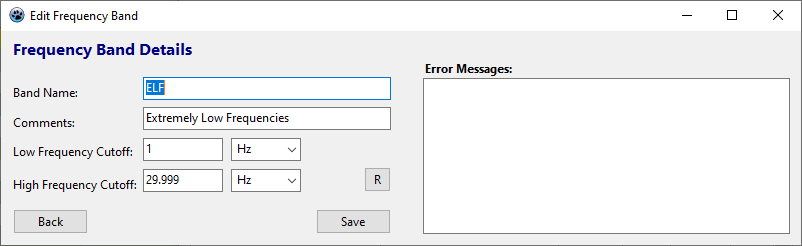 Edit Frequency Band
Frequency Band Details
Error Messages:
Band Name: ELF
Comments: Extremely Low Frequencies
Low Frequency Cutoff: 1 Hz
High Frequency Cutoff: 29.999 Hz R
Back Save